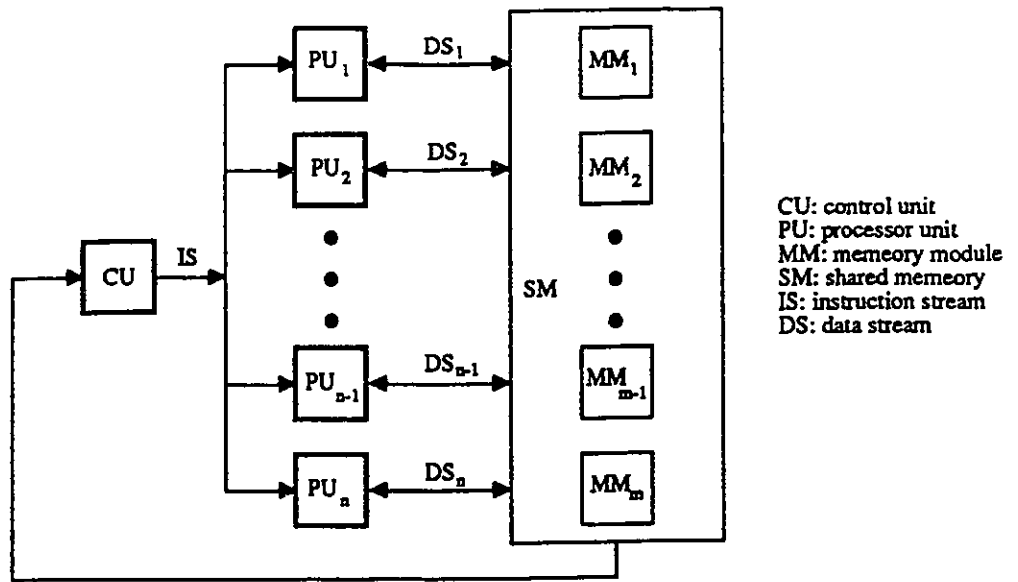 PU1
DS1
MM1
PU2
DS2
MM2
CU
IS
SM
PUn-1
DSn-1
MMm-1
PUn
DSn
MMm
CU: control unit
PU: processor unit
MM: memeory module
SM: shared memeory
IS: instruction stream
DS: data stream